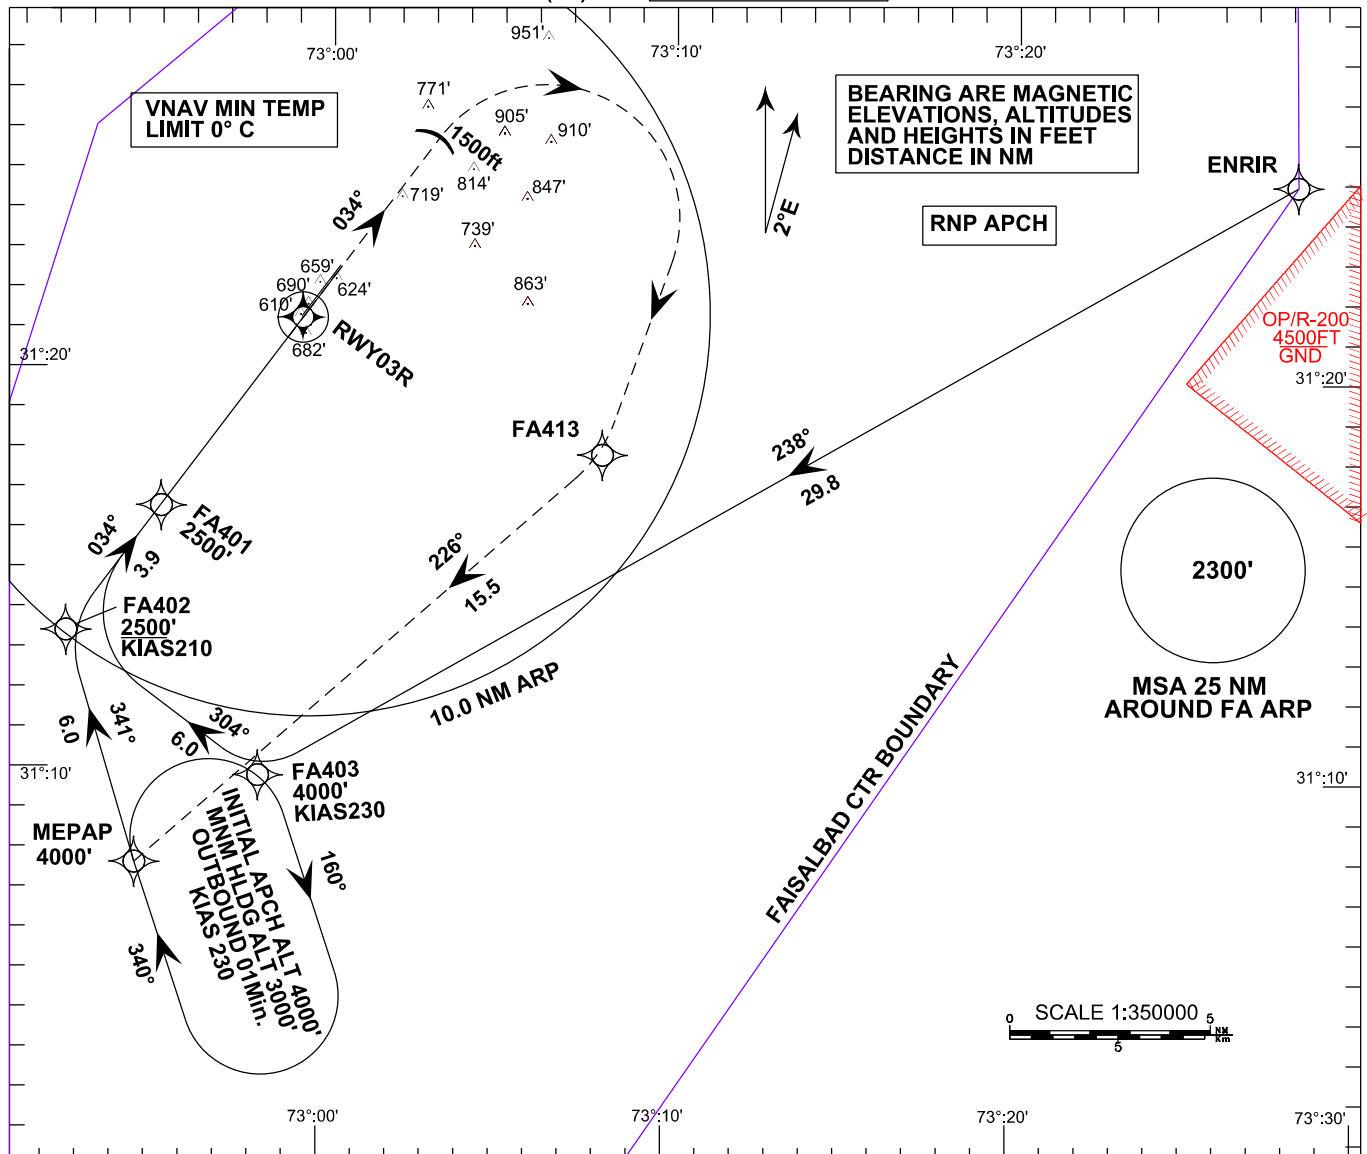 951'
73°:00'
73°:10'
73°:20'
VNAV MIN TEMP
LIMIT 0° C
771'
905'
910'
1500ft
814'
847'
719'
739'
034°
659'
690'
624'
610'
863'
682'
RWY03R
2°E
BEARING ARE MAGNETIC
ELEVATIONS, ALTITUDES
AND HEIGHTS IN FEET
DISTANCE IN NM
RNP APCH
ENRIR
OP/R-200
4500FT
GND
31°:20'
31°:20'
FA413
238°
29.8
FA401
2500'
034°
3.9
226°
15.5
FA402
2500'
KIAS210
2300'
MSA 25 NM
AROUND FA ARP
10.0 NM ARP
FAISALBAD CTR BOUNDARY
341°
6.0
304°
6.0
31°:10'
31°:10'
FA403
4000'
KIAS230
MEPAP
4000'
INITIAL APCH ALT 4000'
MNM HLDG ALT 3000'
OUTBOUND 01Min.
KIAS 230
160°
340°
SCALE 1:350000
0
5
NM
Km
5
73°:00'
73°:10'
73°:20'
73°:30'